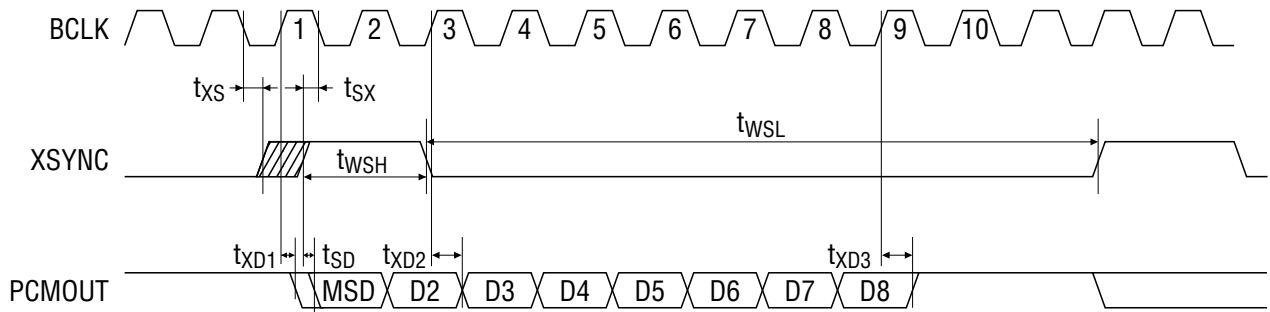 BCLK 1 2 3 4 5 6 7 8 9 10
tXS tSX
tWSL
XSYNC tWSH
tXD1 tSD tXD2 tXD3
PCMOUT MSD D2 D3 D4 D5 D6 D7 D8